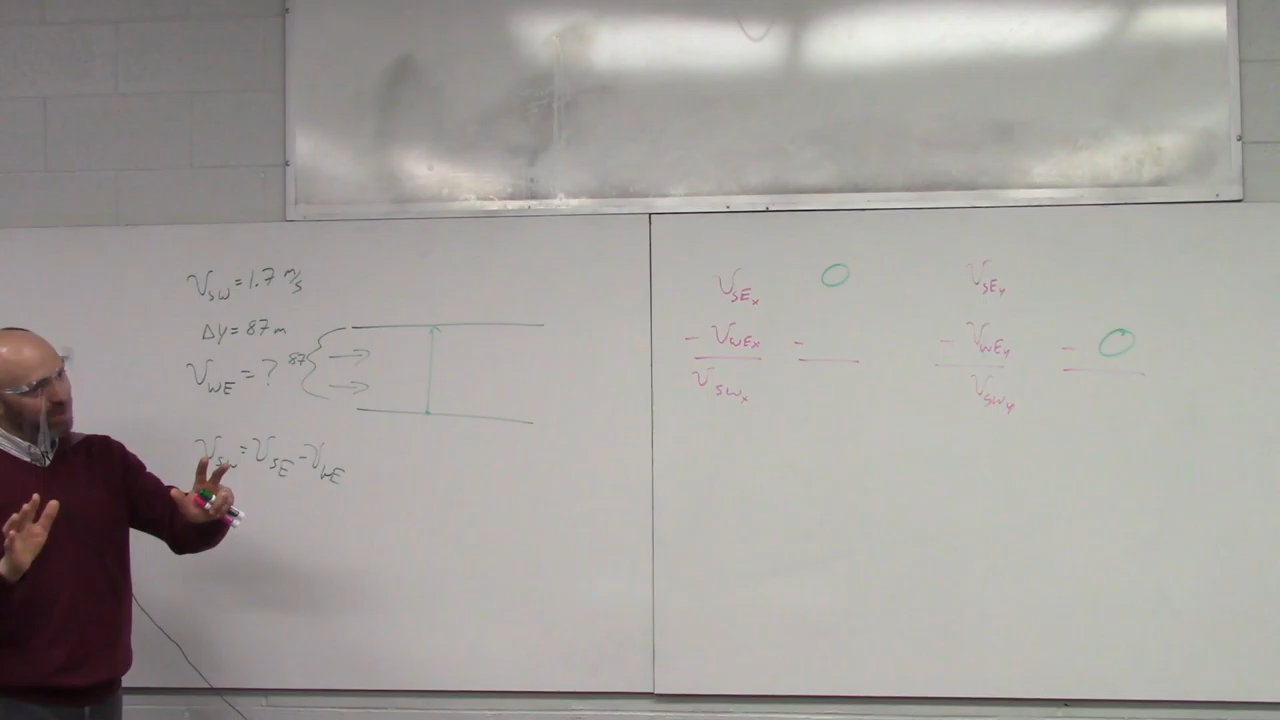 V_SW = 1.7 m/s
Δy = 87 m
V_WE = ?
87
V_SW = V_SE - V_WE
V_SEx 0
- V_WEx -
V_SWx
V_SEy
- V_WEy - 0
V_SWy